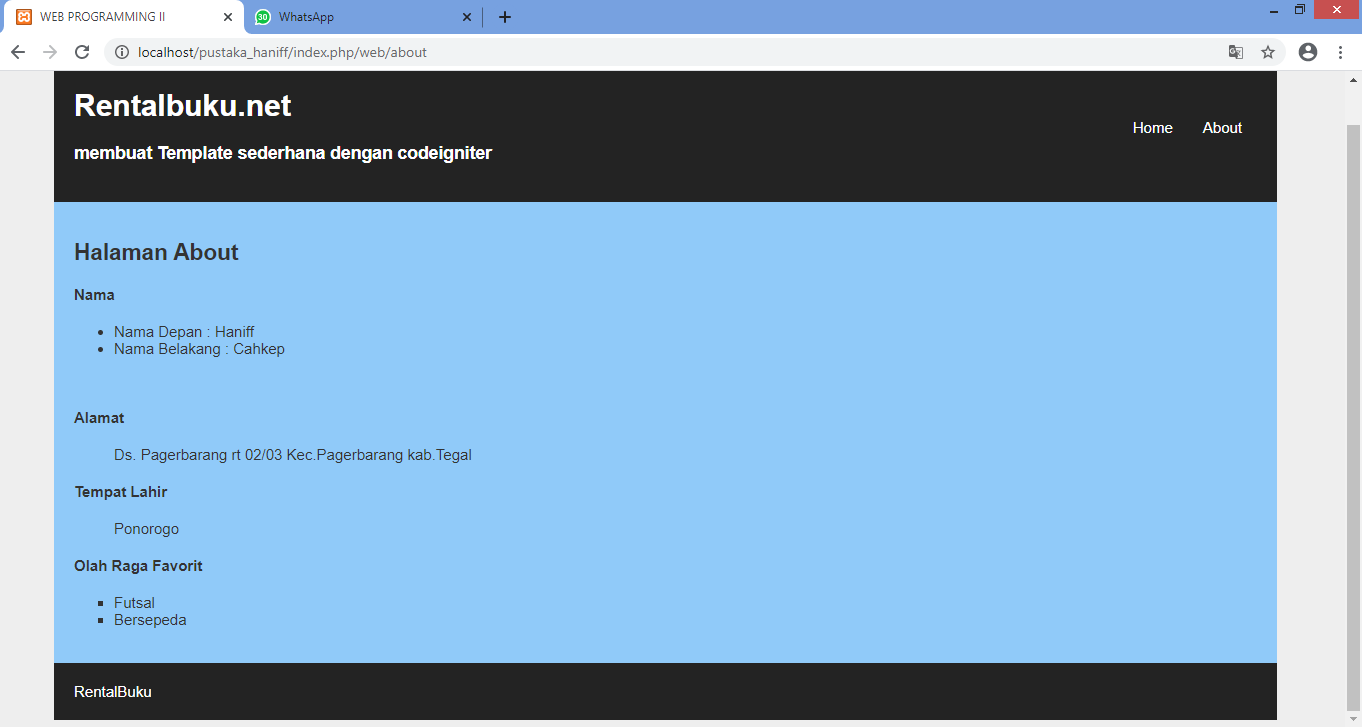 WEB PROGRAMMING II
30
WhatsApp
localhost/pustaka_haniff/index.php/web/about
Rentalbuku.net
Home
About
membuat Template sederhana dengan codeigniter
Halaman About
Nama
Nama Depan : Haniff
Nama Belakang : Cahkep
Alamat
Ds. Pagerbarang rt 02/03 Kec.Pagerbarang kab.Tegal
Tempat Lahir
Ponorogo
Olah Raga Favorit
Futsal
Bersepeda
RentalBuku